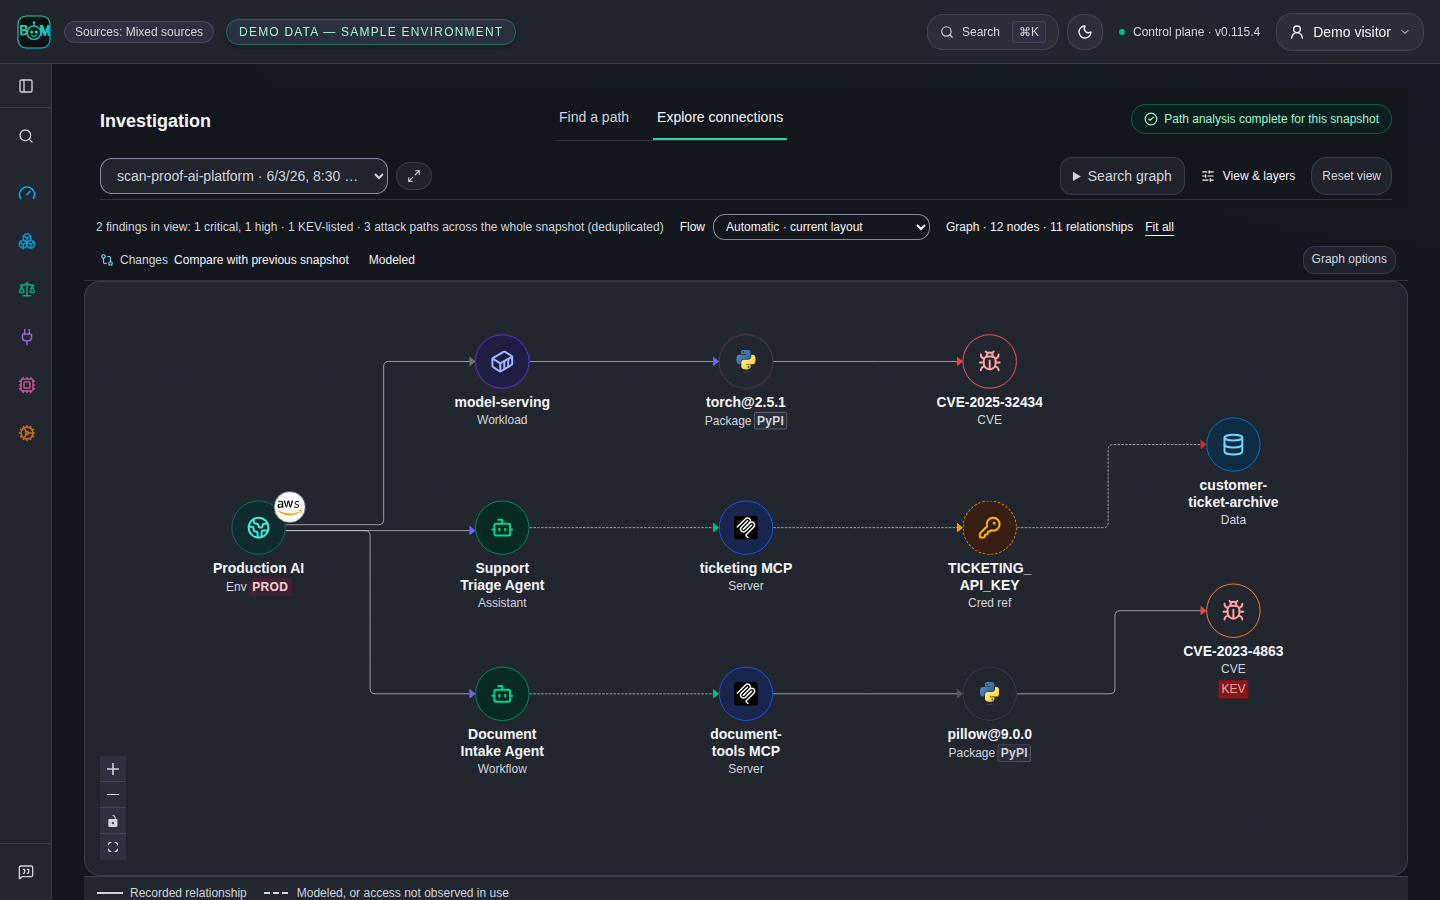 BOM
Sources: Mixed sources
DEMO DATA — SAMPLE ENVIRONMENT
Search
⌘K
Control plane · v0.115.4
Demo visitor
Investigation
Find a path
Explore connections
Path analysis complete for this snapshot
scan-proof-ai-platform · 6/3/26, 8:30 ...
Search graph
View & layers
Reset view
2 findings in view: 1 critical, 1 high · 1 KEV-listed · 3 attack paths across the whole snapshot (deduplicated)
Flow
Automatic · current layout
Graph · 12 nodes · 11 relationships
Fit all
Changes
Compare with previous snapshot
Modeled
Graph options
model-serving
Workload
torch@2.5.1
Package PyPI
CVE-2025-32434
CVE
customer-
ticket-archive
Data
aws
Production AI
Env PROD
Support
Triage Agent
Assistant
ticketing MCP
Server
TICKETING_
API_KEY
Cred ref
CVE-2023-4863
CVE
KEV
Document
Intake Agent
Workflow
document-
tools MCP
Server
pillow@9.0.0
Package PyPI
Recorded relationship
Modeled, or access not observed in use